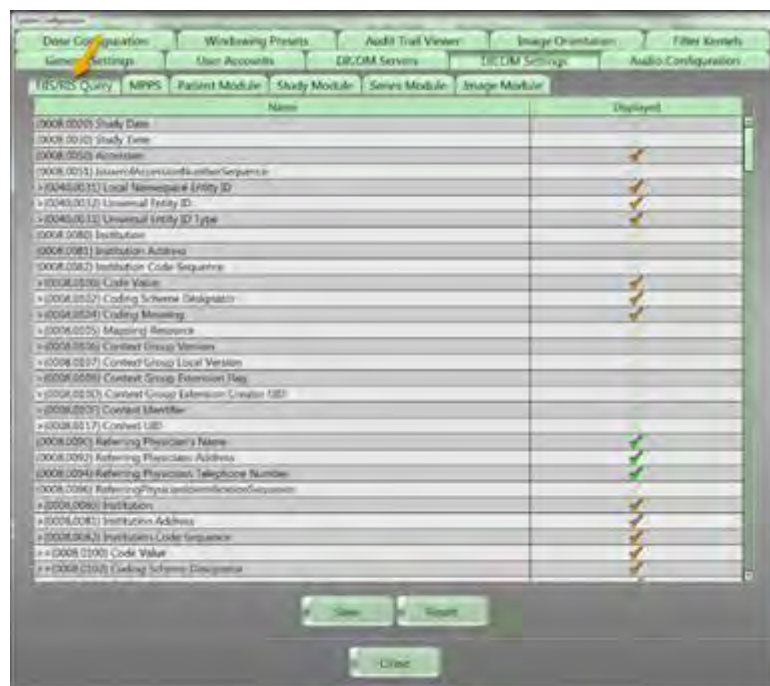 System Configuration
Dose Configuration Windowing Presets Audit Trail Viewer Image Orientation Filter Kernels
General Settings User Accounts DICOM Servers DICOM Settings Audio Configuration
HIS/RIS Query MPPS Patient Module Study Module Series Module Image Module
Name Displayed
(0008,0020) Study Date
(0008,0030) Study Time
(0008,0050) Accession
(0008,0051) IssuerofAccessionNumberSequence
>(0040,0031) Local Namespace Entity ID
>(0040,0032) Universal Entity ID
>(0040,0033) Universal Entity ID Type
(0008,0080) Institution
(0008,0081) Institution Address
(0008,0082) Institution Code Sequence
>(0008,0100) Code Value
>(0008,0102) Coding Scheme Designator
>(0008,0104) Coding Meaning
>(0008,0105) Mapping Resource
>(0008,0106) Context Group Version
>(0008,0107) Context Group Local Version
>(0008,010B) Context Group Extension Flag
>(0008,010D) Context Group Extension Creator UID
>(0008,010F) Context Identifier
>(0008,0117) Context UID
(0008,0090) Referring Physician's Name
(0008,0092) Referring Physicians Address
(0008,0094) Referring Physicians Telephone Number
(0008,0096) ReferringPhysicianIdentificationSequence
>(0008,0080) Institution
>(0008,0081) Institution Address
>(0008,0082) Institution Code Sequence
>>(0008,0100) Code Value
>>(0008,0102) Coding Scheme Designator
Save Reset
Close